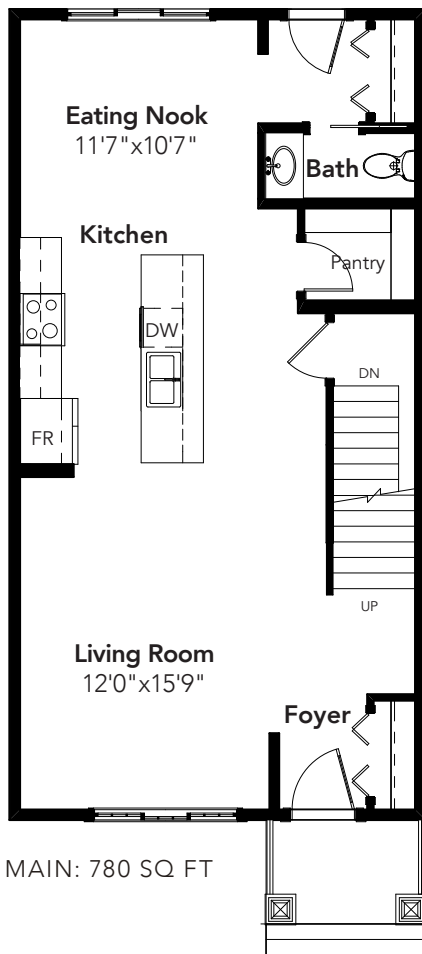 Eating Nook
11'7"x10'7"
Bath
Kitchen
Pantry
DW
DN
FR
UP
Living Room
12'0"x15'9"
Foyer
MAIN: 780 SQ FT